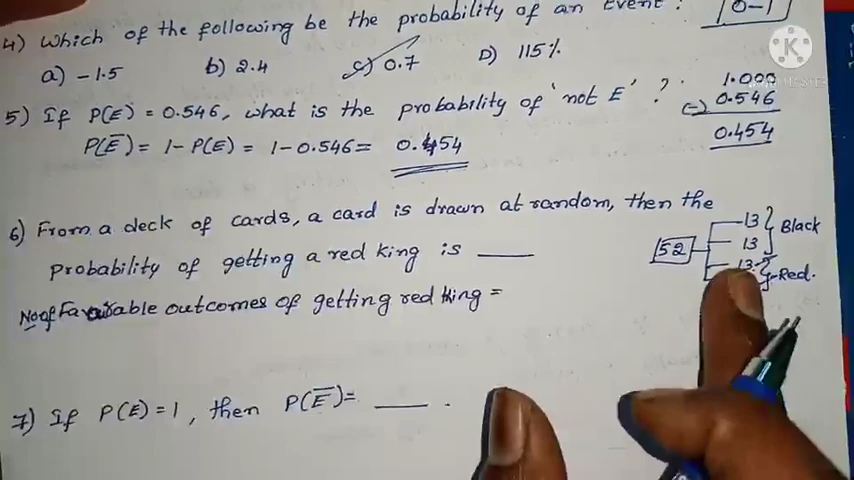 4) Which of the following be the probability of an Event?
0-1
a) -1.5 b) 2.4 c) 0.7 D) 115%
5) If P(E) = 0.546, what is the probability of 'not E' ?
P(E̅) = 1- P(E) = 1-0.546 = 0.454
1.000
(-) 0.546
0.454
6) From a deck of cards, a card is drawn at random, then the
probability of getting a red king is ____
No of Favourable outcomes of getting red king =
52
13
13
Black
13
Red.
7) If P(E) = 1, then P(E̅) = ____ .
KINEMASTER